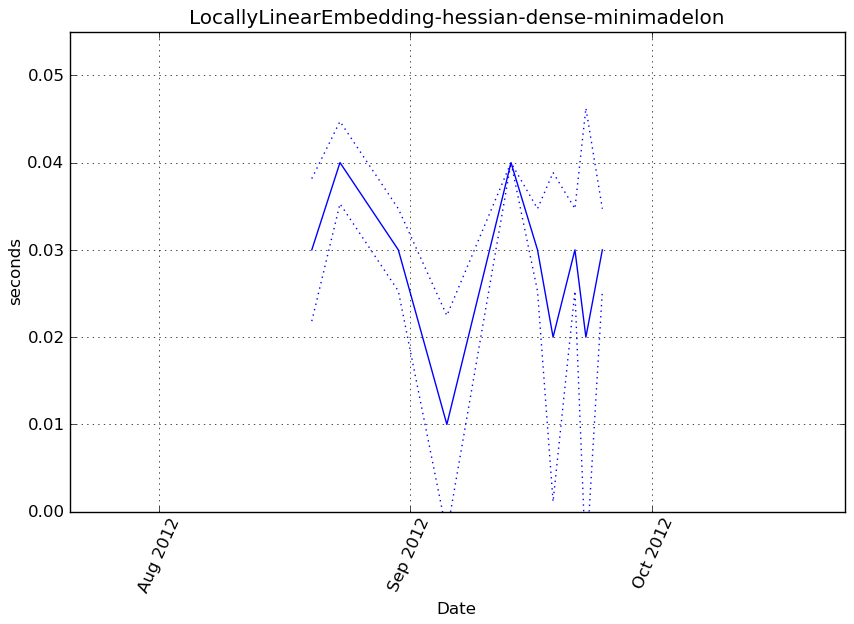 LocallyLinearEmbedding-hessian-dense-minimadelon
0.05
0.04
0.03
0.02
0.01
0.00
seconds
Aug 2012
Sep 2012
Oct 2012
Date